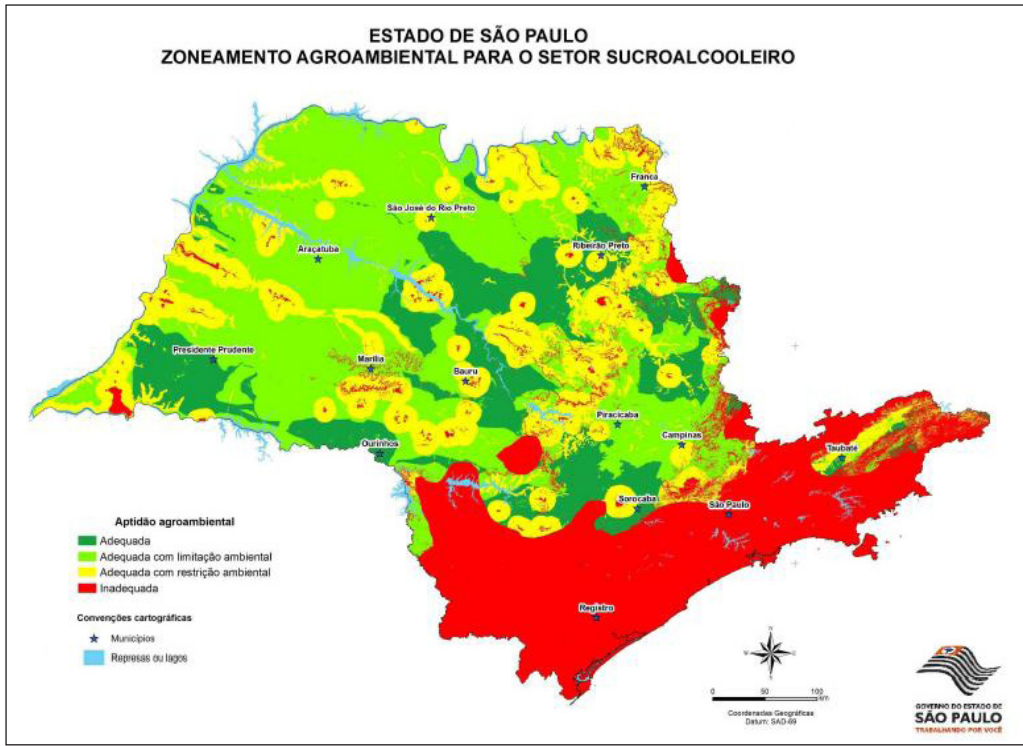 ESTADO DE SÃO PAULO
ZONEAMENTO AGROAMBIENTAL PARA O SETOR SUCROALCOOLEIRO
Franca
São José do Rio Preto
Ribeirão Preto
Araçatuba
Presidente Prudente
Marília
Bauru
Piracicaba
Campinas
Ourinhos
Taubaté
Sorocaba
São Paulo
Registro
Aptidão agroambiental
Adequada
Adequada com limitação ambiental
Adequada com restrição ambiental
Inadequada
Convenções cartográficas
Municípios
Represas ou lagos
N
W E
S
0 50 100
km
Coordenadas Geográficas
Datum: SAD-69
GOVERNO DO ESTADO DE
SÃO PAULO
TRABALHANDO POR VOCÊ